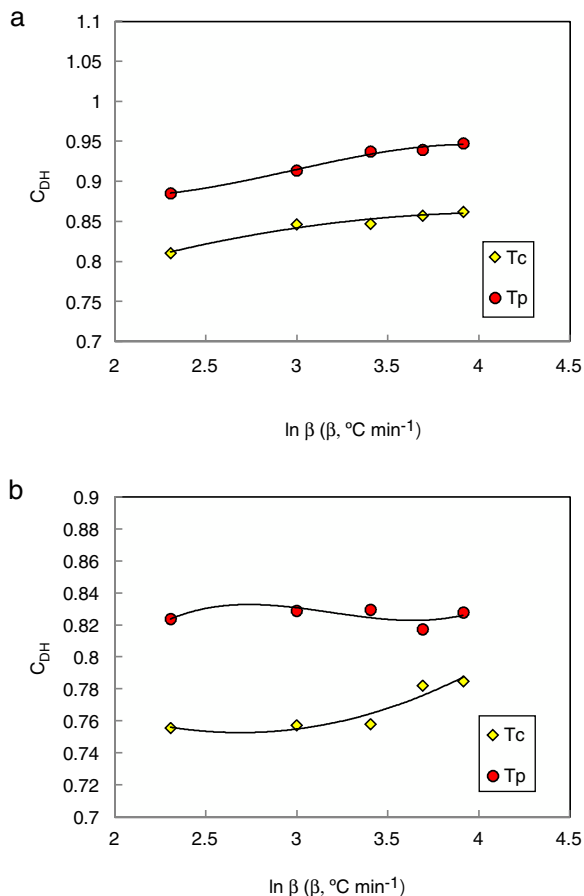 a
1.1
1.05
1
0.95
0.9
0.85
0.8
0.75
0.7
C_DH
Tc
Tp
2 2.5 3 3.5 4 4.5
ln β (β, ºC min⁻¹)
b
0.9
0.88
0.86
0.84
0.82
0.8
0.78
0.76
0.74
0.72
0.7
C_DH
Tc
Tp
2 2.5 3 3.5 4 4.5
ln β (β, ºC min⁻¹)